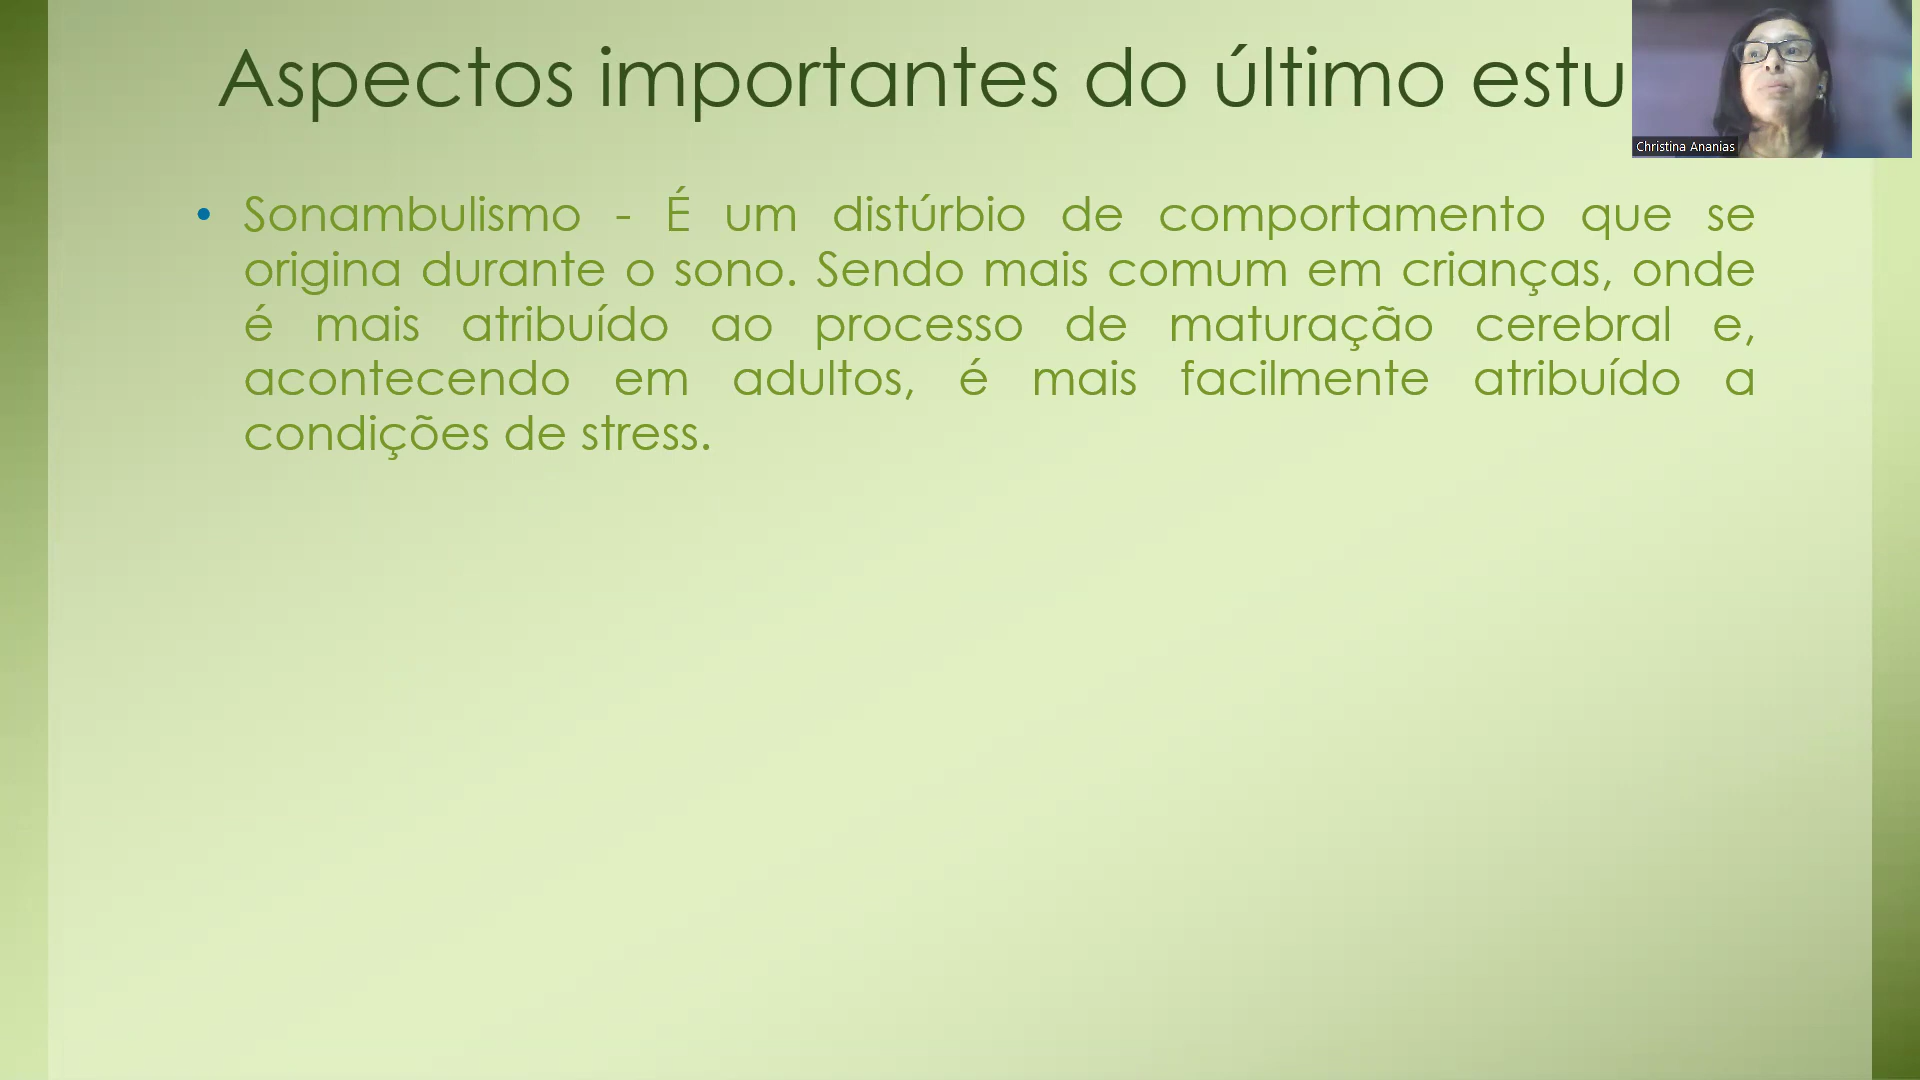 Aspectos importantes do último estu
Christina Ananias
• Sonambulismo - É um distúrbio de comportamento que se
origina durante o sono. Sendo mais comum em crianças, onde
é mais atribuído ao processo de maturação cerebral e,
acontecendo em adultos, é mais facilmente atribuído a
condições de stress.